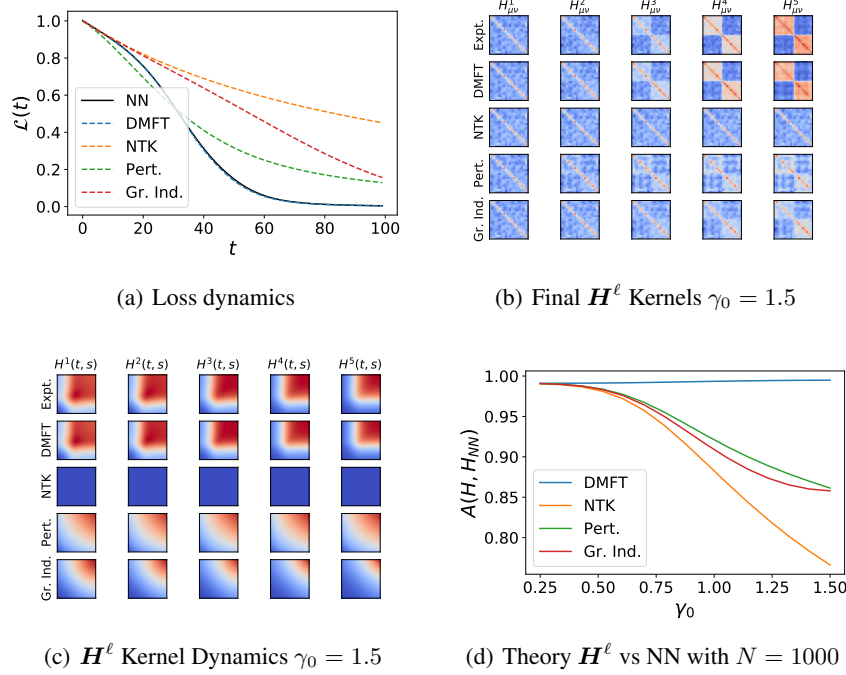 1.0
0.8
0.6
0.4
0.2
0.0
ℒ(t)
NN
DMFT
NTK
Pert.
Gr. Ind.
0 20 40 60 80 100
t
(a) Loss dynamics
H¹μν H²μν H³μν H⁴μν H⁵μν
Expt.
DMFT
NTK
Pert.
Gr. Ind.
(b) Final Hℓ Kernels γ₀ = 1.5
H¹(t, s) H²(t, s) H³(t, s) H⁴(t, s) H⁵(t, s)
Expt.
DMFT
NTK
Pert.
Gr. Ind.
(c) Hℓ Kernel Dynamics γ₀ = 1.5
1.00
0.95
0.90
0.85
0.80
A(H, H_NN)
DMFT
NTK
Pert.
Gr. Ind.
0.25 0.50 0.75 1.00 1.25 1.50
γ₀
(d) Theory Hℓ vs NN with N = 1000